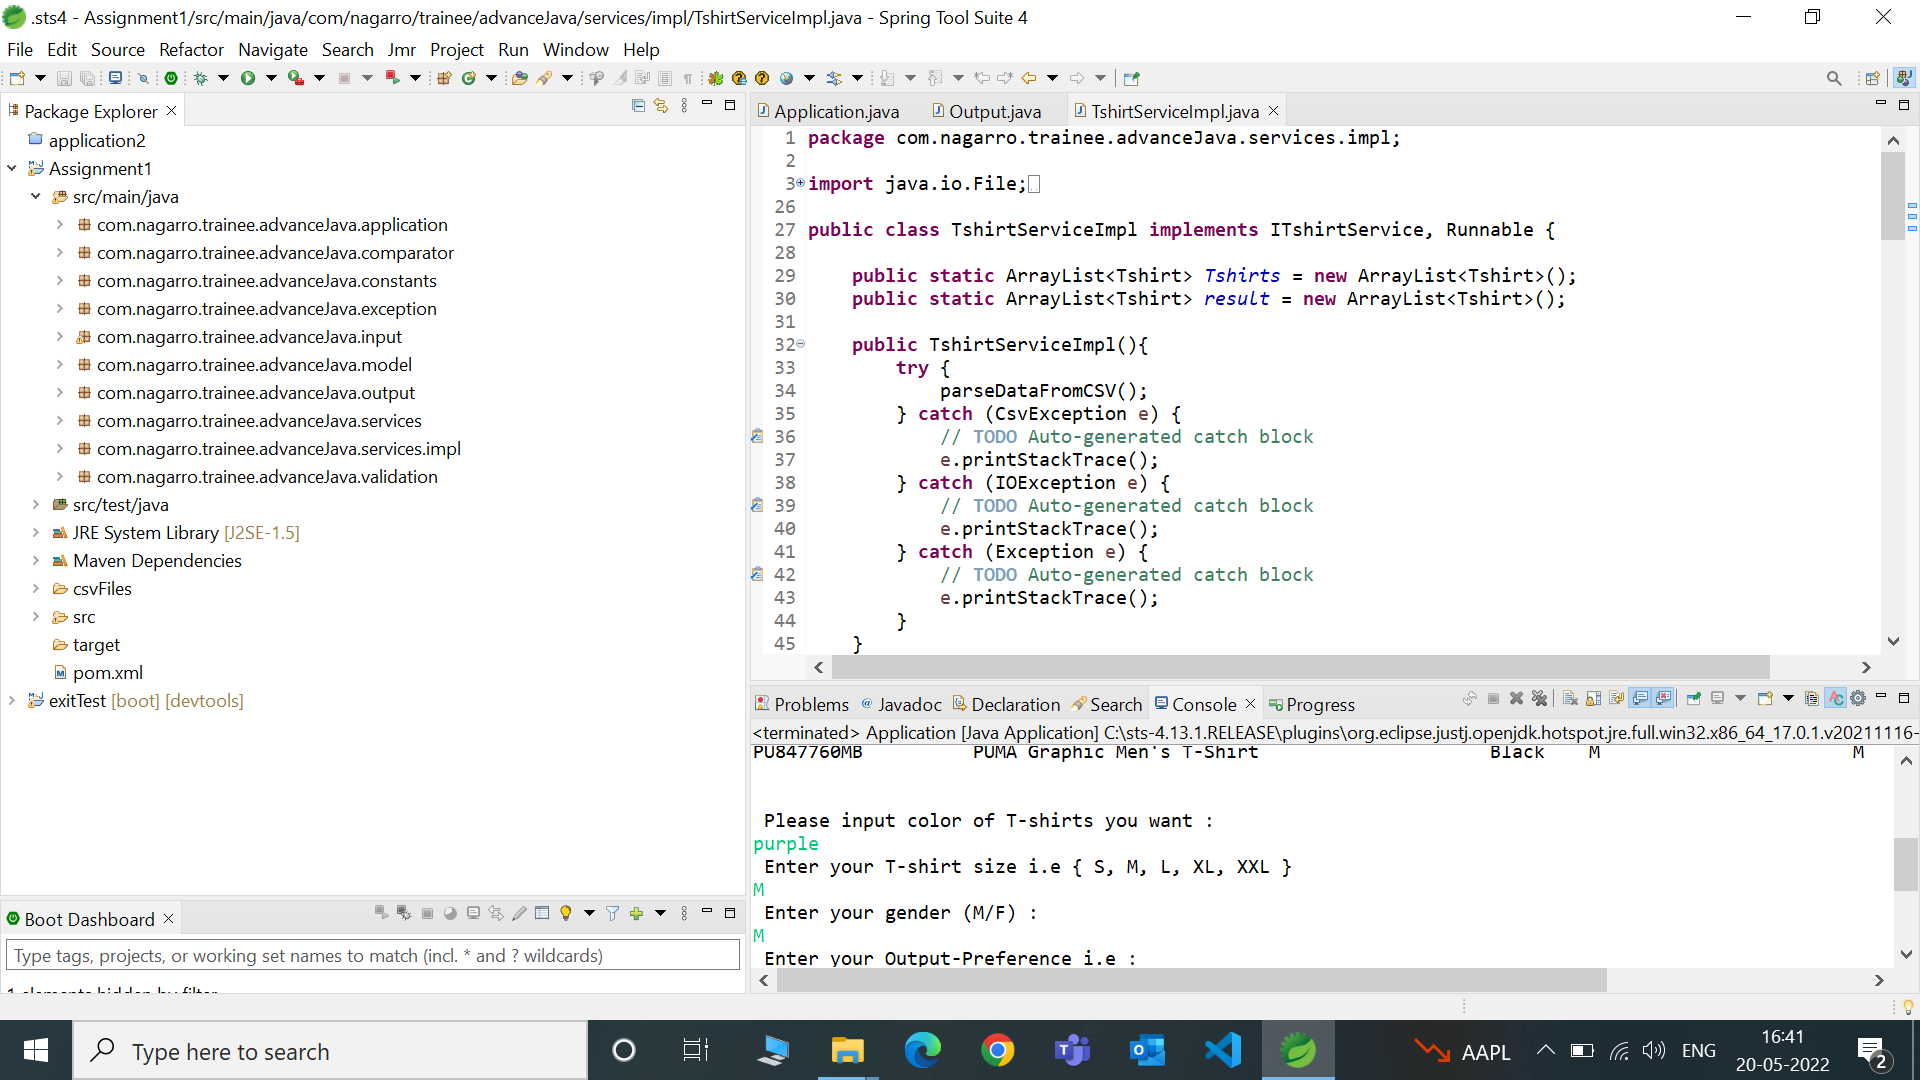 .sts4 - Assignment1/src/main/java/com/nagarro/trainee/advanceJava/services/impl/TshirtServiceImpl.java - Spring Tool Suite 4
File Edit Source Refactor Navigate Search Jmr Project Run Window Help
Package Explorer
application2
Assignment1
src/main/java
com.nagarro.trainee.advanceJava.application
com.nagarro.trainee.advanceJava.comparator
com.nagarro.trainee.advanceJava.constants
com.nagarro.trainee.advanceJava.exception
com.nagarro.trainee.advanceJava.input
com.nagarro.trainee.advanceJava.model
com.nagarro.trainee.advanceJava.output
com.nagarro.trainee.advanceJava.services
com.nagarro.trainee.advanceJava.services.impl
com.nagarro.trainee.advanceJava.validation
src/test/java
JRE System Library [J2SE-1.5]
Maven Dependencies
csvFiles
src
target
pom.xml
exitTest [boot] [devtools]
Boot Dashboard
Type tags, projects, or working set names to match (incl. * and ? wildcards)
1 elements hidden by filter
Application.java Output.java TshirtServiceImpl.java
1 package com.nagarro.trainee.advanceJava.services.impl;
2
3 import java.io.File;
26
27 public class TshirtServiceImpl implements ITshirtService, Runnable {
28
29 public static ArrayList<Tshirt> Tshirts = new ArrayList<Tshirt>();
30 public static ArrayList<Tshirt> result = new ArrayList<Tshirt>();
31
32 public TshirtServiceImpl(){
33 try {
34 parseDataFromCSV();
35 } catch (CsvException e) {
36 // TODO Auto-generated catch block
37 e.printStackTrace();
38 } catch (IOException e) {
39 // TODO Auto-generated catch block
40 e.printStackTrace();
41 } catch (Exception e) {
42 // TODO Auto-generated catch block
43 e.printStackTrace();
44 }
45 }
Problems Javadoc Declaration Search Console Progress
<terminated> Application [Java Application] C:\sts-4.13.1.RELEASE\plugins\org.eclipse.justj.openjdk.hotspot.jre.full.win32.x86_64_17.0.1.v20211116-
PU847760MB PUMA Graphic Men's T-Shirt Black M M
Please input color of T-shirts you want :
purple
Enter your T-shirt size i.e { S, M, L, XL, XXL }
M
Enter your gender (M/F) :
M
Enter your Output-Preference i.e :
Type here to search
AAPL
ENG
16:41
20-05-2022
2